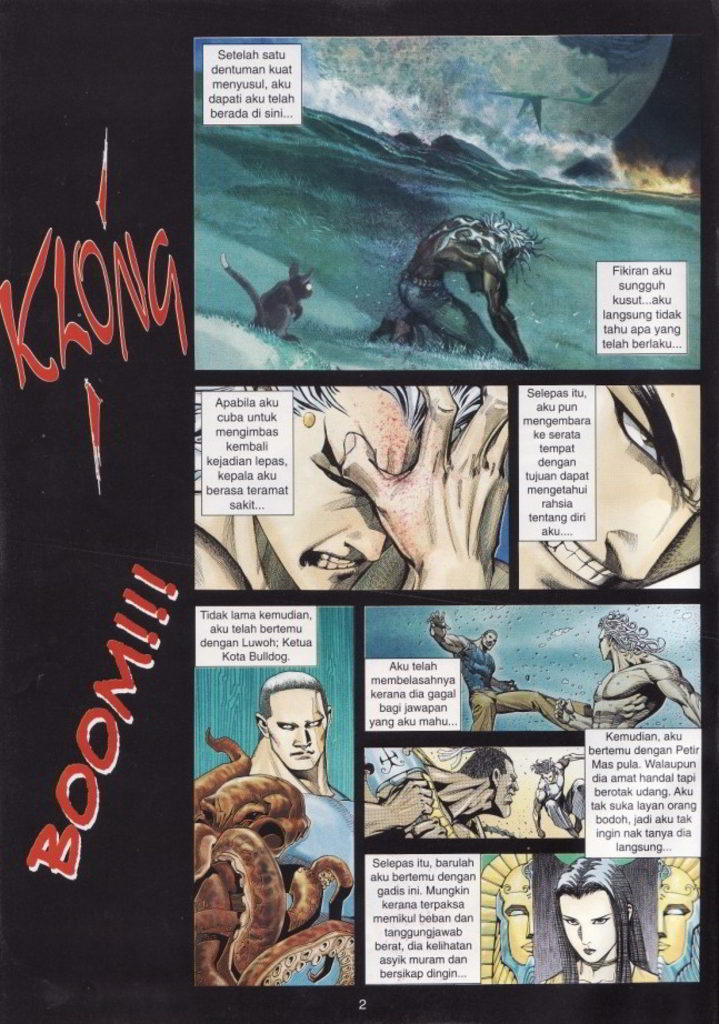 KLONG
BOOM!!!
Setelah satu
dentuman kuat
menyusul, aku
dapati aku telah
berada di sini...
Fikiran aku
sungguh
kusut...aku
langsung tidak
tahu apa yang
telah berlaku...
Apabila aku
cuba untuk
mengimbas
kembali
kejadian lepas,
kepala aku
berasa teramat
sakit...
Selepas itu,
aku pun
mengembara
ke serata
tempat
dengan
tujuan dapat
mengetahui
rahsia
tentang diri
aku....
Tidak lama kemudian,
aku telah bertemu
dengan Luwoh; Ketua
Kota Bulldog.
Aku telah
membelasahnya
kerana dia gagal
bagi jawapan
yang aku mahu...
Kemudian, aku
bertemu dengan Petir
Mas pula. Walaupun
dia amat handal tapi
berotak udang. Aku
tak suka layan orang
bodoh, jadi aku tak
ingin nak tanya dia
langsung...
Selepas itu, barulah
aku bertemu dengan
gadis ini. Mungkin
kerana terpaksa
memikul beban dan
tanggungjawab
berat, dia kelihatan
asyik muram dan
bersikap dingin...
2